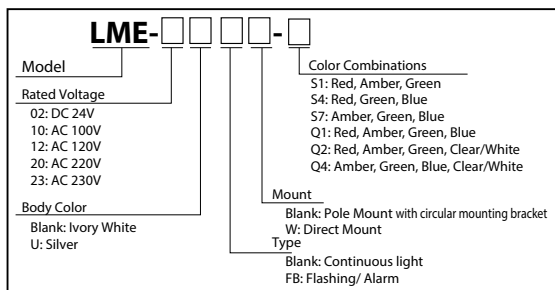 LME-
Model
Rated Voltage
02: DC 24V
10: AC 100V
12: AC 120V
20: AC 220V
23: AC 230V
Body Color
Blank: Ivory White
U: Silver
Color Combinations
S1: Red, Amber, Green
S4: Red, Green, Blue
S7: Amber, Green, Blue
Q1: Red, Amber, Green, Blue
Q2: Red, Amber, Green, Clear/White
Q4: Amber, Green, Blue, Clear/White
Mount
Blank: Pole Mount with circular mounting bracket
W: Direct Mount
Type
Blank: Continuous light
FB: Flashing/ Alarm